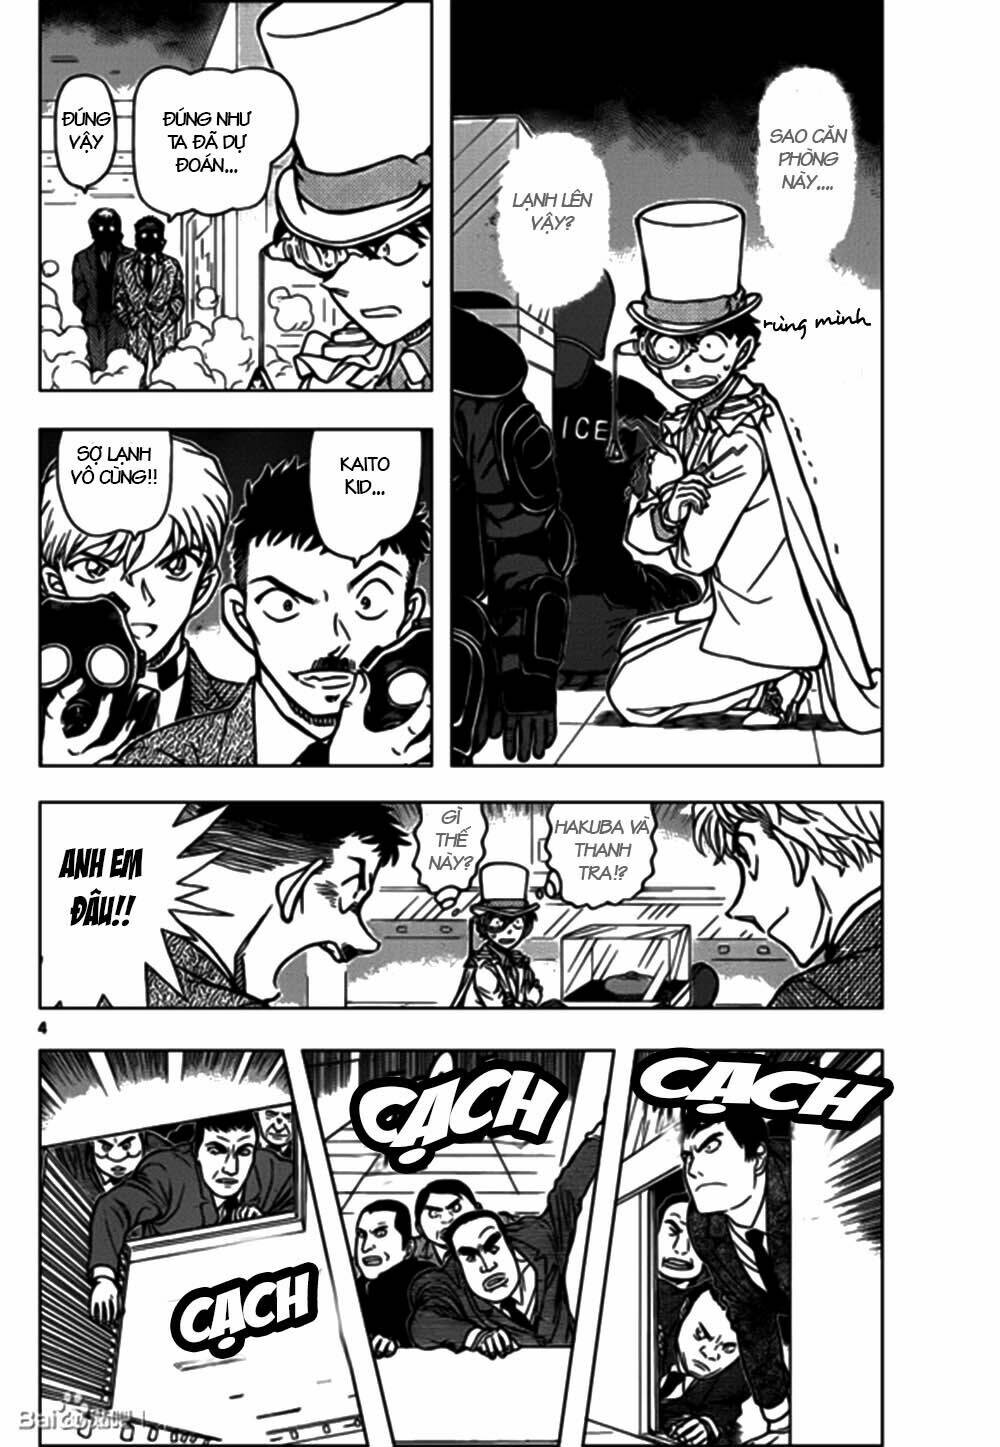 SAO CĂN
PHÒNG
NÀY....
LẠNH LÊN
VẬY?
rùng mình
ICE
ĐÚNG NHƯ
TA ĐÃ DỰ
ĐOÁN...
ĐÚNG
VẬY
KAITO
KID...
SỢ LẠNH
VÔ CÙNG!!
HAKUBA VÀ
THANH
TRA!?
GÌ
THẾ
NÀY?
ANH EM
ĐÂU!!
4
CẠCH
CẠCH
CẠCH